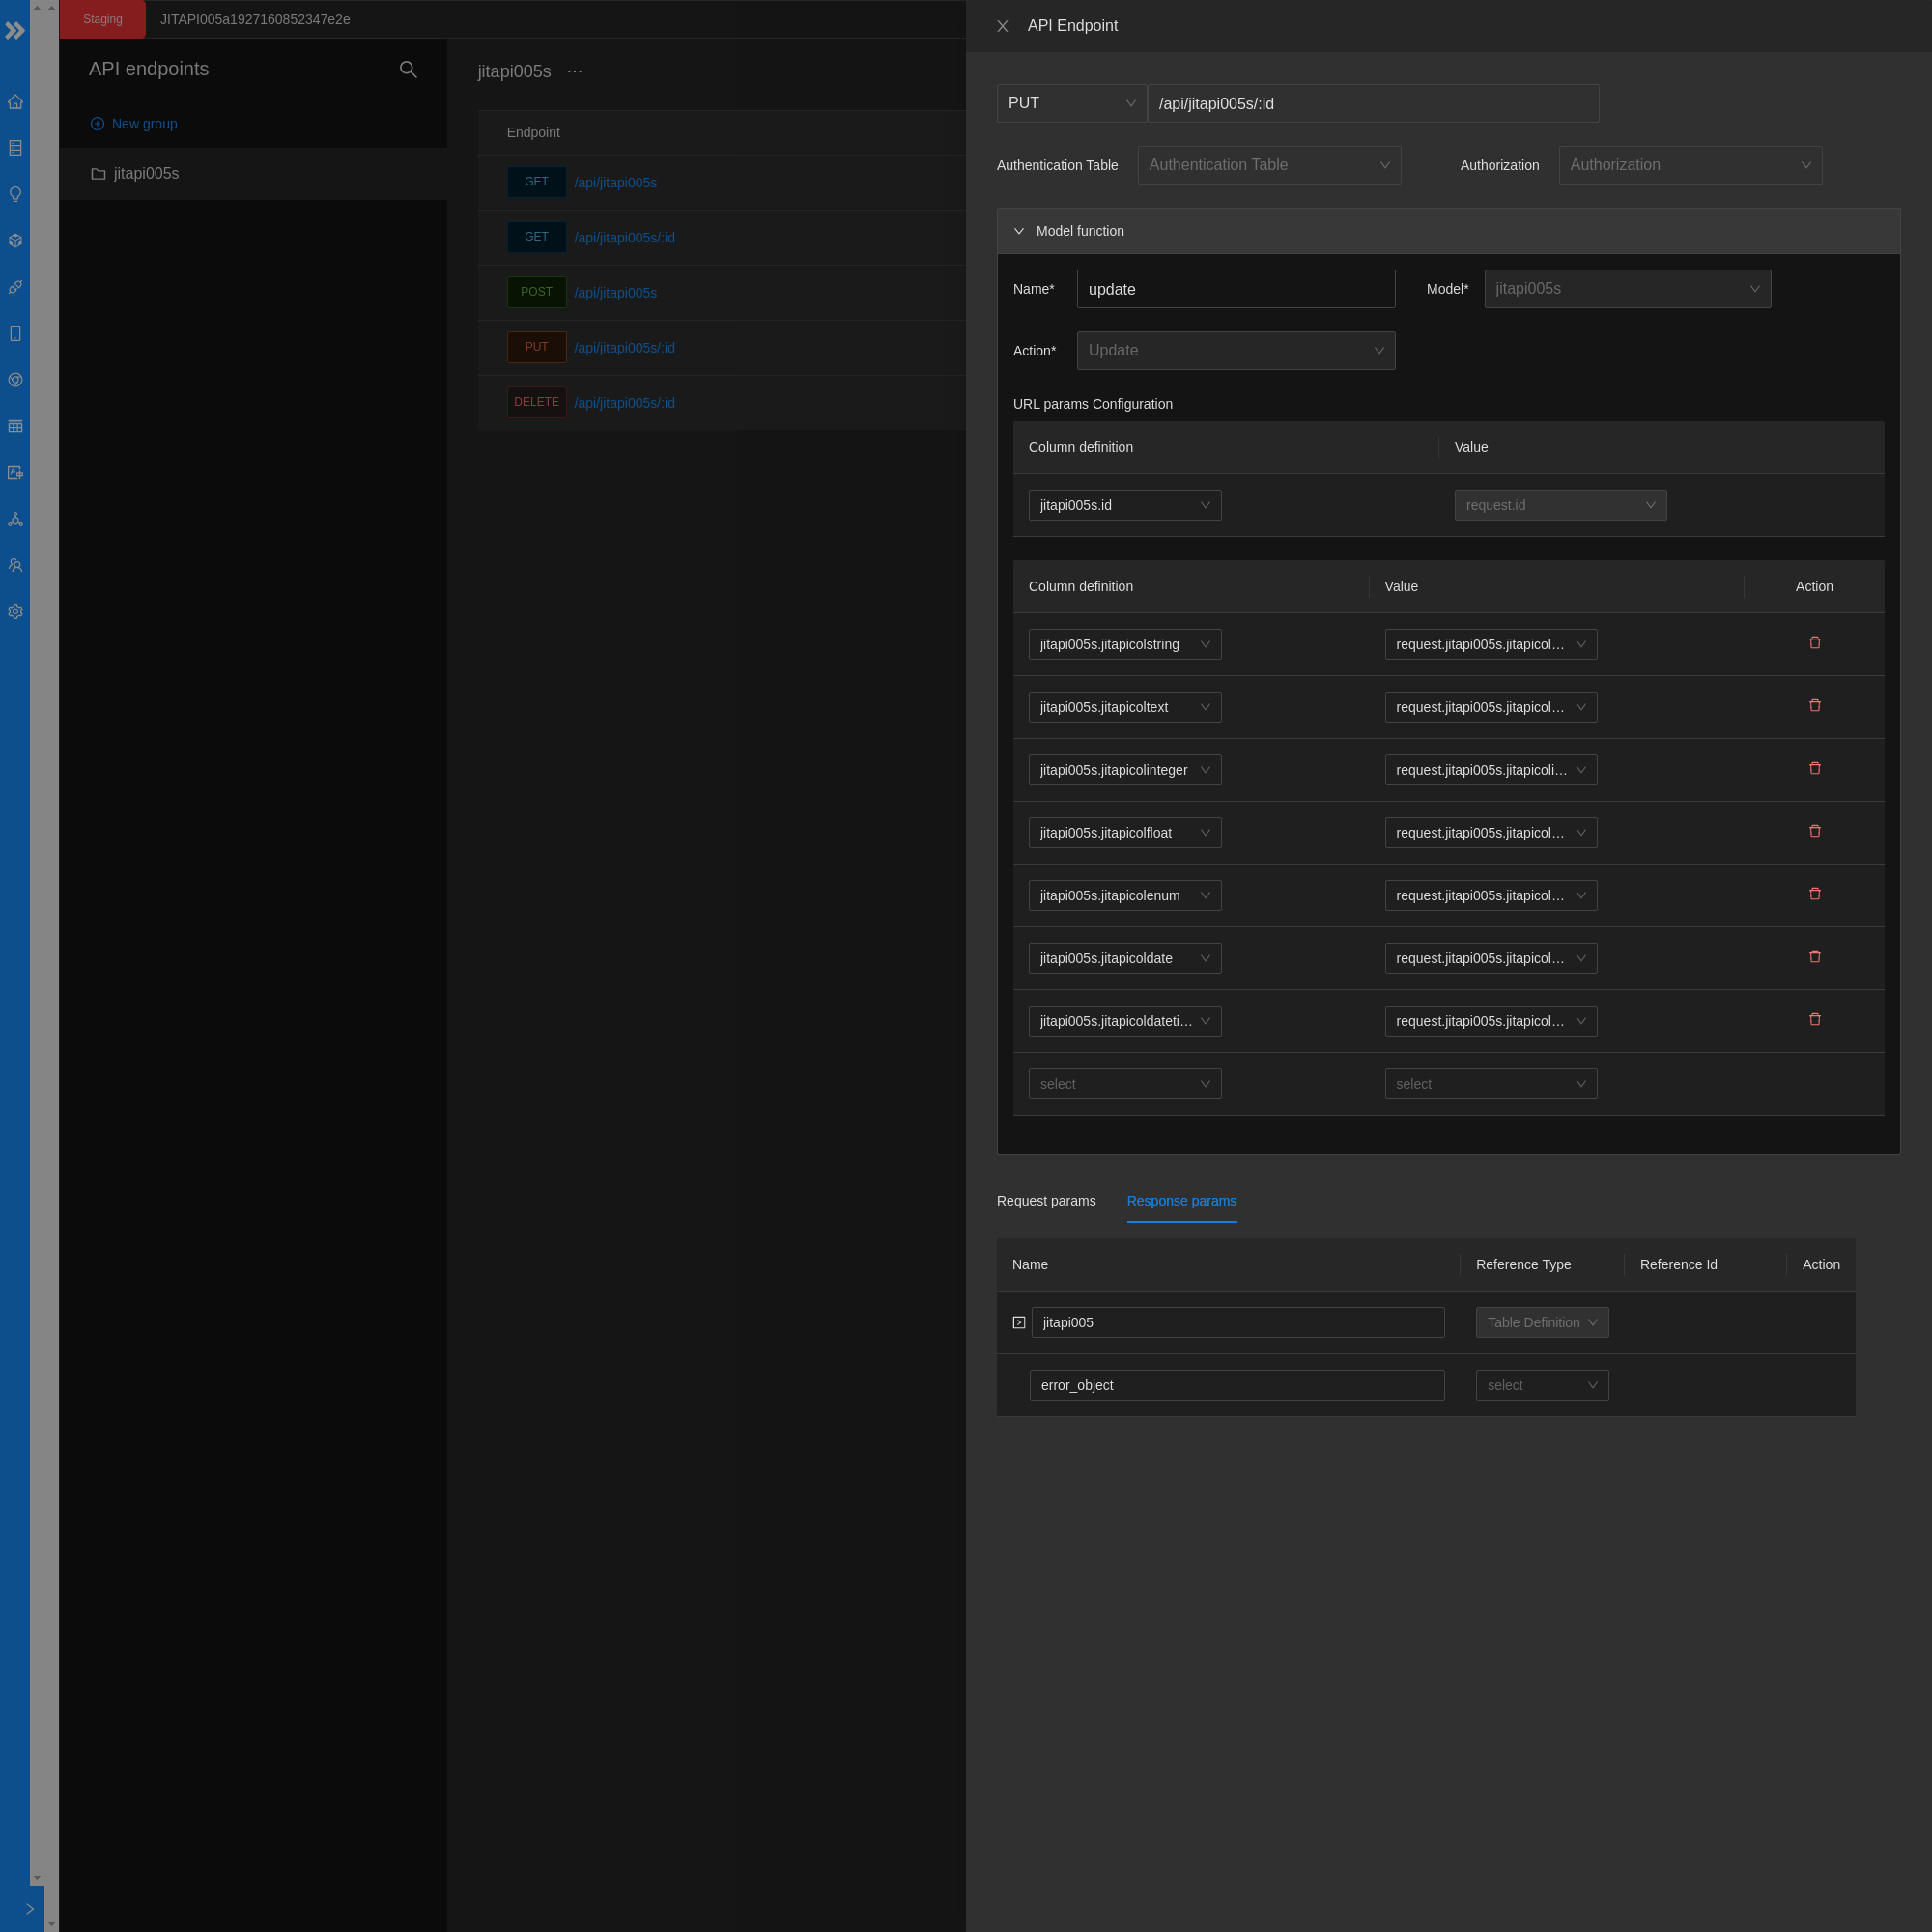 Staging
JITAPI005a1927160852347e2e
API endpoints
New group
jitapi005s
jitapi005s
Endpoint
GET /api/jitapi005s
GET /api/jitapi005s/:id
POST /api/jitapi005s
PUT /api/jitapi005s/:id
DELETE /api/jitapi005s/:id
API Endpoint
PUT /api/jitapi005s/:id
Authentication Table Authentication Table Authorization Authorization
Model function
Name* update Model* jitapi005s
Action* Update
URL params Configuration
Column definition Value
jitapi005s.id request.id
Column definition Value Action
jitapi005s.jitapicolstring request.jitapi005s.jitapicol…
jitapi005s.jitapicoltext request.jitapi005s.jitapicol…
jitapi005s.jitapicolinteger request.jitapi005s.jitapicoli…
jitapi005s.jitapicolfloat request.jitapi005s.jitapicol…
jitapi005s.jitapicolenum request.jitapi005s.jitapicol…
jitapi005s.jitapicoldate request.jitapi005s.jitapicol…
jitapi005s.jitapicoldateti… request.jitapi005s.jitapicol…
select select
Request params Response params
Name Reference Type Reference Id Action
jitapi005 Table Definition
error_object select